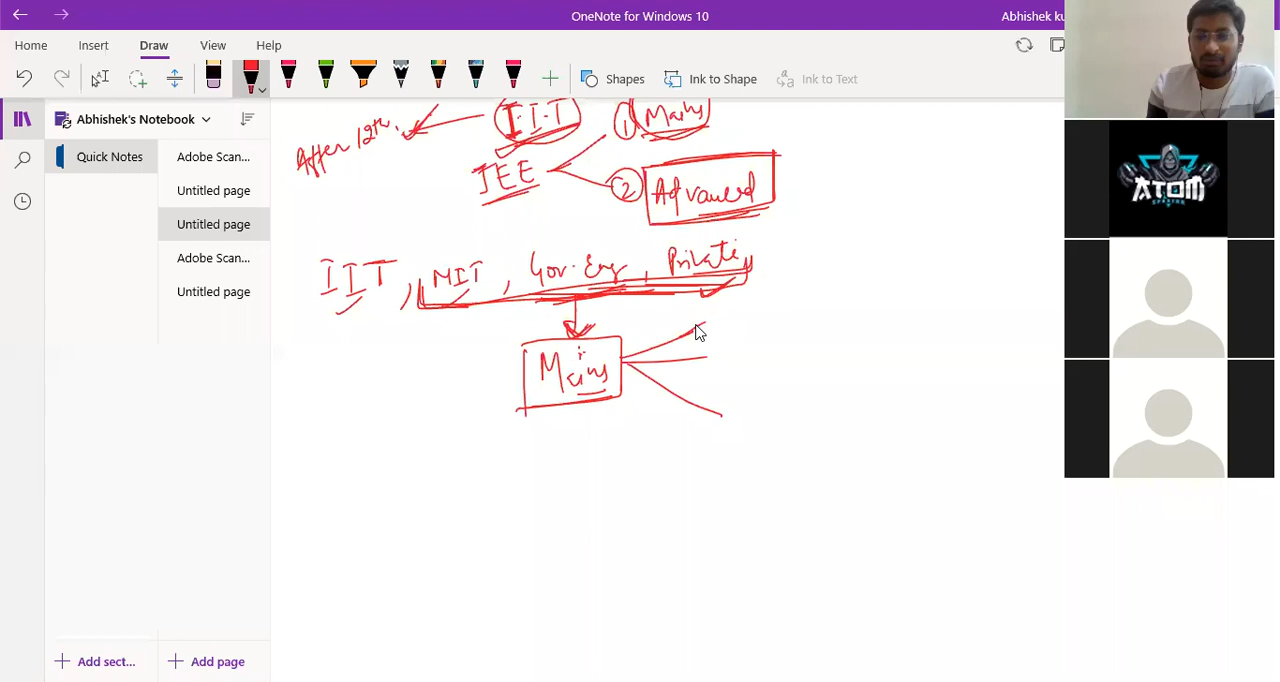 OneNote for Windows 10
Abhishek ku
Home Insert Draw View Help
Shapes Ink to Shape Ink to Text
Abhishek's Notebook
Quick Notes
Adobe Scan...
Untitled page
Untitled page
Adobe Scan...
Untitled page
Add sect... Add page
After 12th. I.I.T 1 Mains
JEE 2 Advanced
IIT, NIT, Gov. Eng, Private
Mains
ATOM